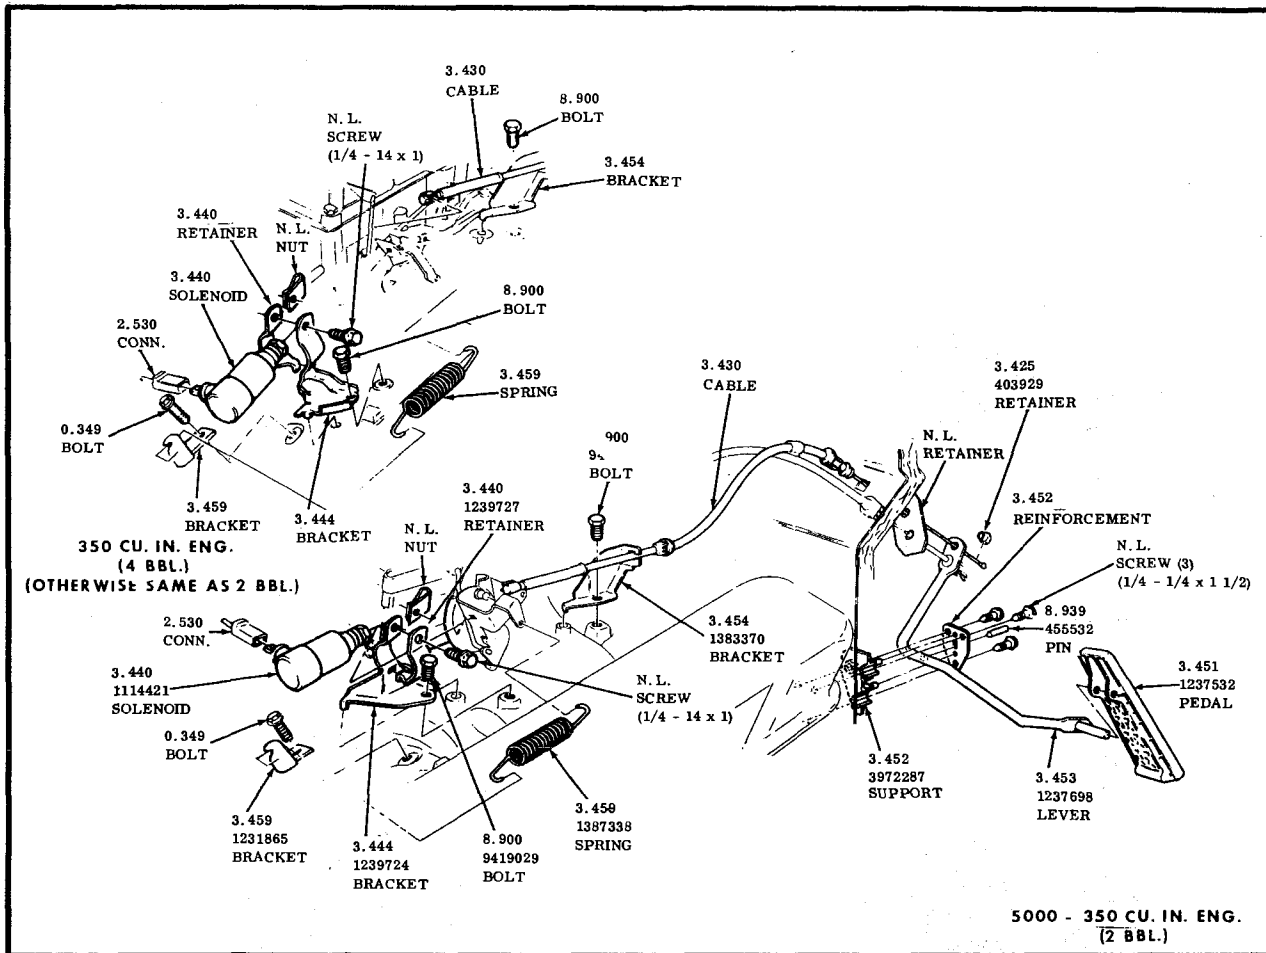 3.430
CABLE
8.900
BOLT
N. L.
SCREW
(1/4 - 14 x 1)
3.454
BRACKET
3.440
RETAINER
N. L.
NUT
3.440
SOLENOID
8.900
BOLT
2.530
CONN.
3.459
SPRING
0.349
BOLT
3.459
BRACKET
3.444
BRACKET
350 CU. IN. ENG.
(4 BBL.)
(OTHERWISE SAME AS 2 BBL.)
3.430
CABLE
3.425
403929
RETAINER
900
BOLT
N. L.
RETAINER
3.440
1239727
RETAINER
3.452
REINFORCEMENT
N. L.
NUT
N. L.
SCREW (3)
(1/4 - 1/4 x 1 1/2)
2.530
CONN.
3.454
1383370
BRACKET
8.939
455532
PIN
3.440
1114421
SOLENOID
N. L.
SCREW
(1/4 - 14 x 1)
3.451
1237532
PEDAL
0.349
BOLT
3.452
3972287
SUPPORT
3.453
1237698
LEVER
3.459
1231865
BRACKET
3.444
1239724
BRACKET
8.900
9419029
BOLT
3.459
1387338
SPRING
5000 - 350 CU. IN. ENG.
(2 BBL.)